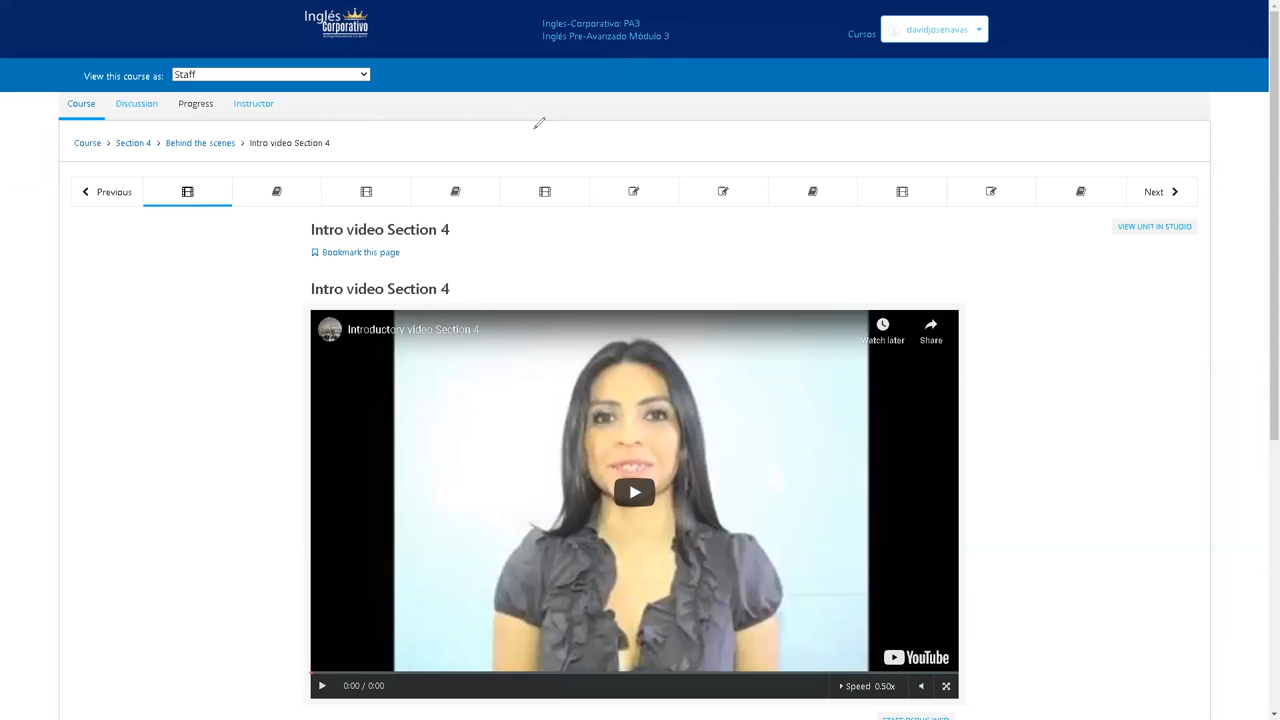 Inglés
Corporativo
Ingles-Corporativo: PA3
Inglés Pre-Avanzado Módulo 3
Cursos
davidjosenavas
View this course as:
Staff
Course
Discussion
Progress
Instructor
Course > Section 4 > Behind the scenes > Intro video Section 4
Previous
Next
Intro video Section 4
VIEW UNIT IN STUDIO
Bookmark this page
Intro video Section 4
Introductory video Section 4
Watch later
Share
YouTube
0:00 / 0:00
Speed 0.50x
STAFF DEBUG INFO